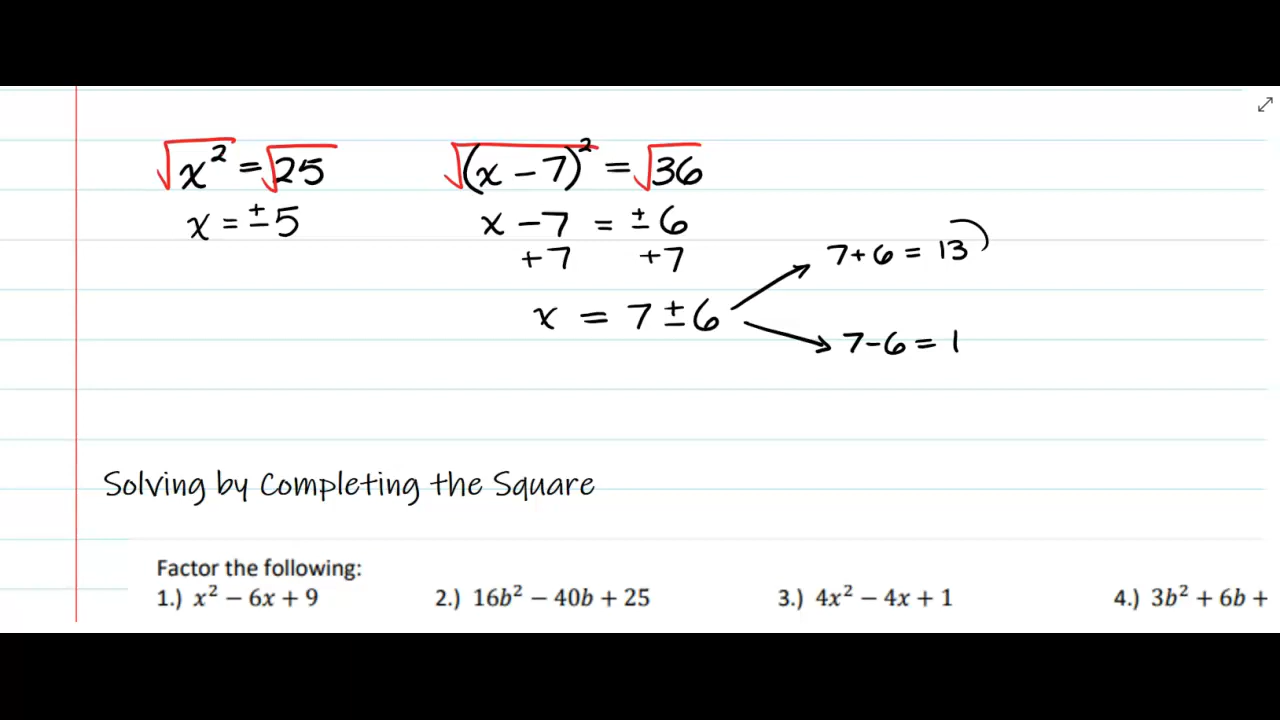 √x² = √25
x = ±5
√(x − 7)² = √36
x − 7 = ±6
+7 +7
x = 7 ± 6
7 + 6 = 13
7 − 6 = 1
Solving by Completing the Square
Factor the following:
1.) x² − 6x + 9 2.) 16b² − 40b + 25 3.) 4x² − 4x + 1 4.) 3b² + 6b +